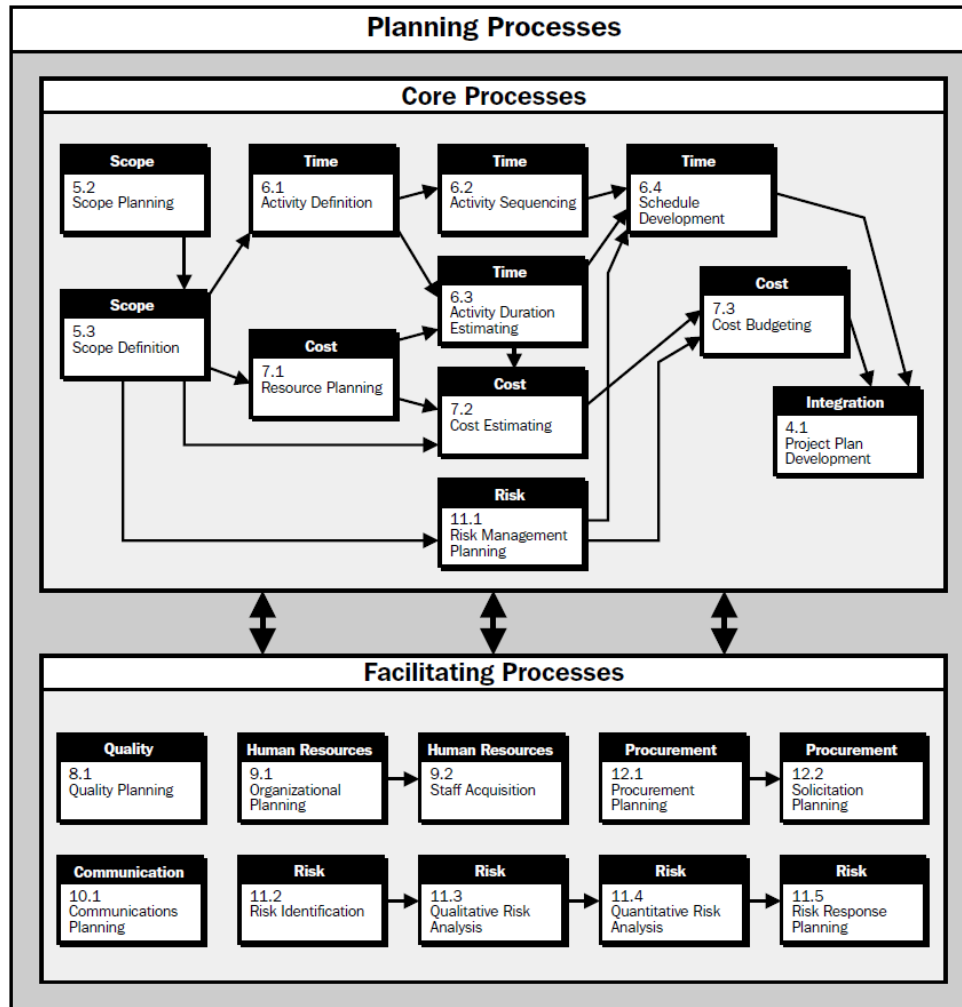 Planning Processes
Core Processes
Scope
5.2
Scope Planning
Time
6.1
Activity Definition
Time
6.2
Activity Sequencing
Time
6.4
Schedule
Development
Scope
5.3
Scope Definition
Time
6.3
Activity Duration
Estimating
Cost
7.3
Cost Budgeting
Cost
7.1
Resource Planning
Cost
7.2
Cost Estimating
Integration
4.1
Project Plan
Development
Risk
11.1
Risk Management
Planning
Facilitating Processes
Quality
8.1
Quality Planning
Human Resources
9.1
Organizational
Planning
Human Resources
9.2
Staff Acquisition
Procurement
12.1
Procurement
Planning
Procurement
12.2
Solicitation
Planning
Communication
10.1
Communications
Planning
Risk
11.2
Risk Identification
Risk
11.3
Qualitative Risk
Analysis
Risk
11.4
Quantitative Risk
Analysis
Risk
11.5
Risk Response
Planning